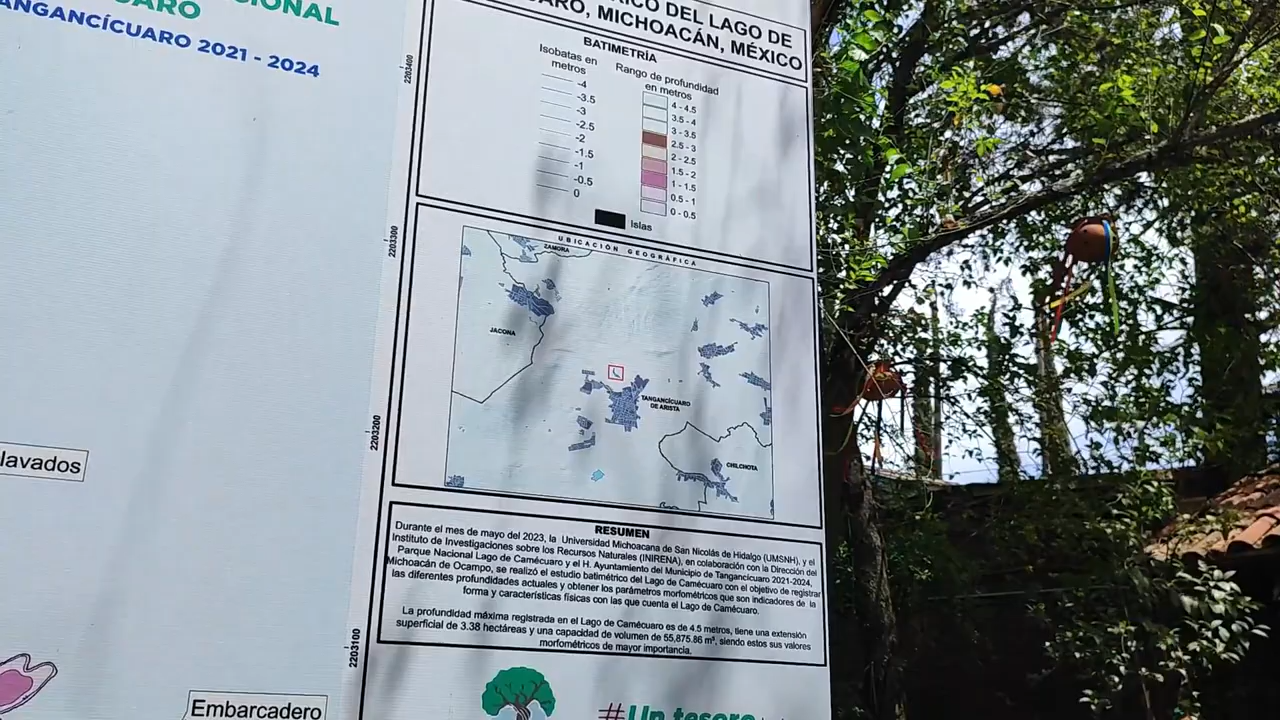 CIONAL
CUARO
ANGANCÍCUARO 2021 - 2024
RICO DEL LAGO DE
CUARO, MICHOACÁN, MÉXICO
BATIMETRÍA
Isobatas en
metros
-4
-3.5
-3
-2.5
-2
-1.5
-1
-0.5
0
Rango de profundidad
en metros
4 - 4.5
3.5 - 4
3 - 3.5
2.5 - 3
2 - 2.5
1.5 - 2
1 - 1.5
0.5 - 1
0 - 0.5
Islas
2203400
2203300
2203200
2203100
UBICACIÓN GEOGRÁFICA
ZAMORA
JACONA
TANGANCÍCUARO
DE ARISTA
CHILCHOTA
lavados
Embarcadero
RESUMEN
Durante el mes de mayo del 2023, la Universidad Michoacana de San Nicolás de Hidalgo (UMSNH), y el
Instituto de Investigaciones sobre los Recursos Naturales (INIRENA), en colaboración con la Dirección del
Parque Nacional Lago de Camécuaro y el H. Ayuntamiento del Municipio de Tangancícuaro 2021-2024,
Michoacán de Ocampo, se realizó el estudio batimétrico del Lago de Camécuaro con el objetivo de registrar
las diferentes profundidades actuales y obtener los parámetros morfométricos que son indicadores de la
forma y características físicas con las que cuenta el Lago de Camécuaro.
La profundidad máxima registrada en el Lago de Camécuaro es de 4.5 metros, tiene una extensión
superficial de 3.38 hectáreas y una capacidad de volumen de 55,875.86 m³, siendo estos sus valores
morfométricos de mayor importancia.
#Un tesoro